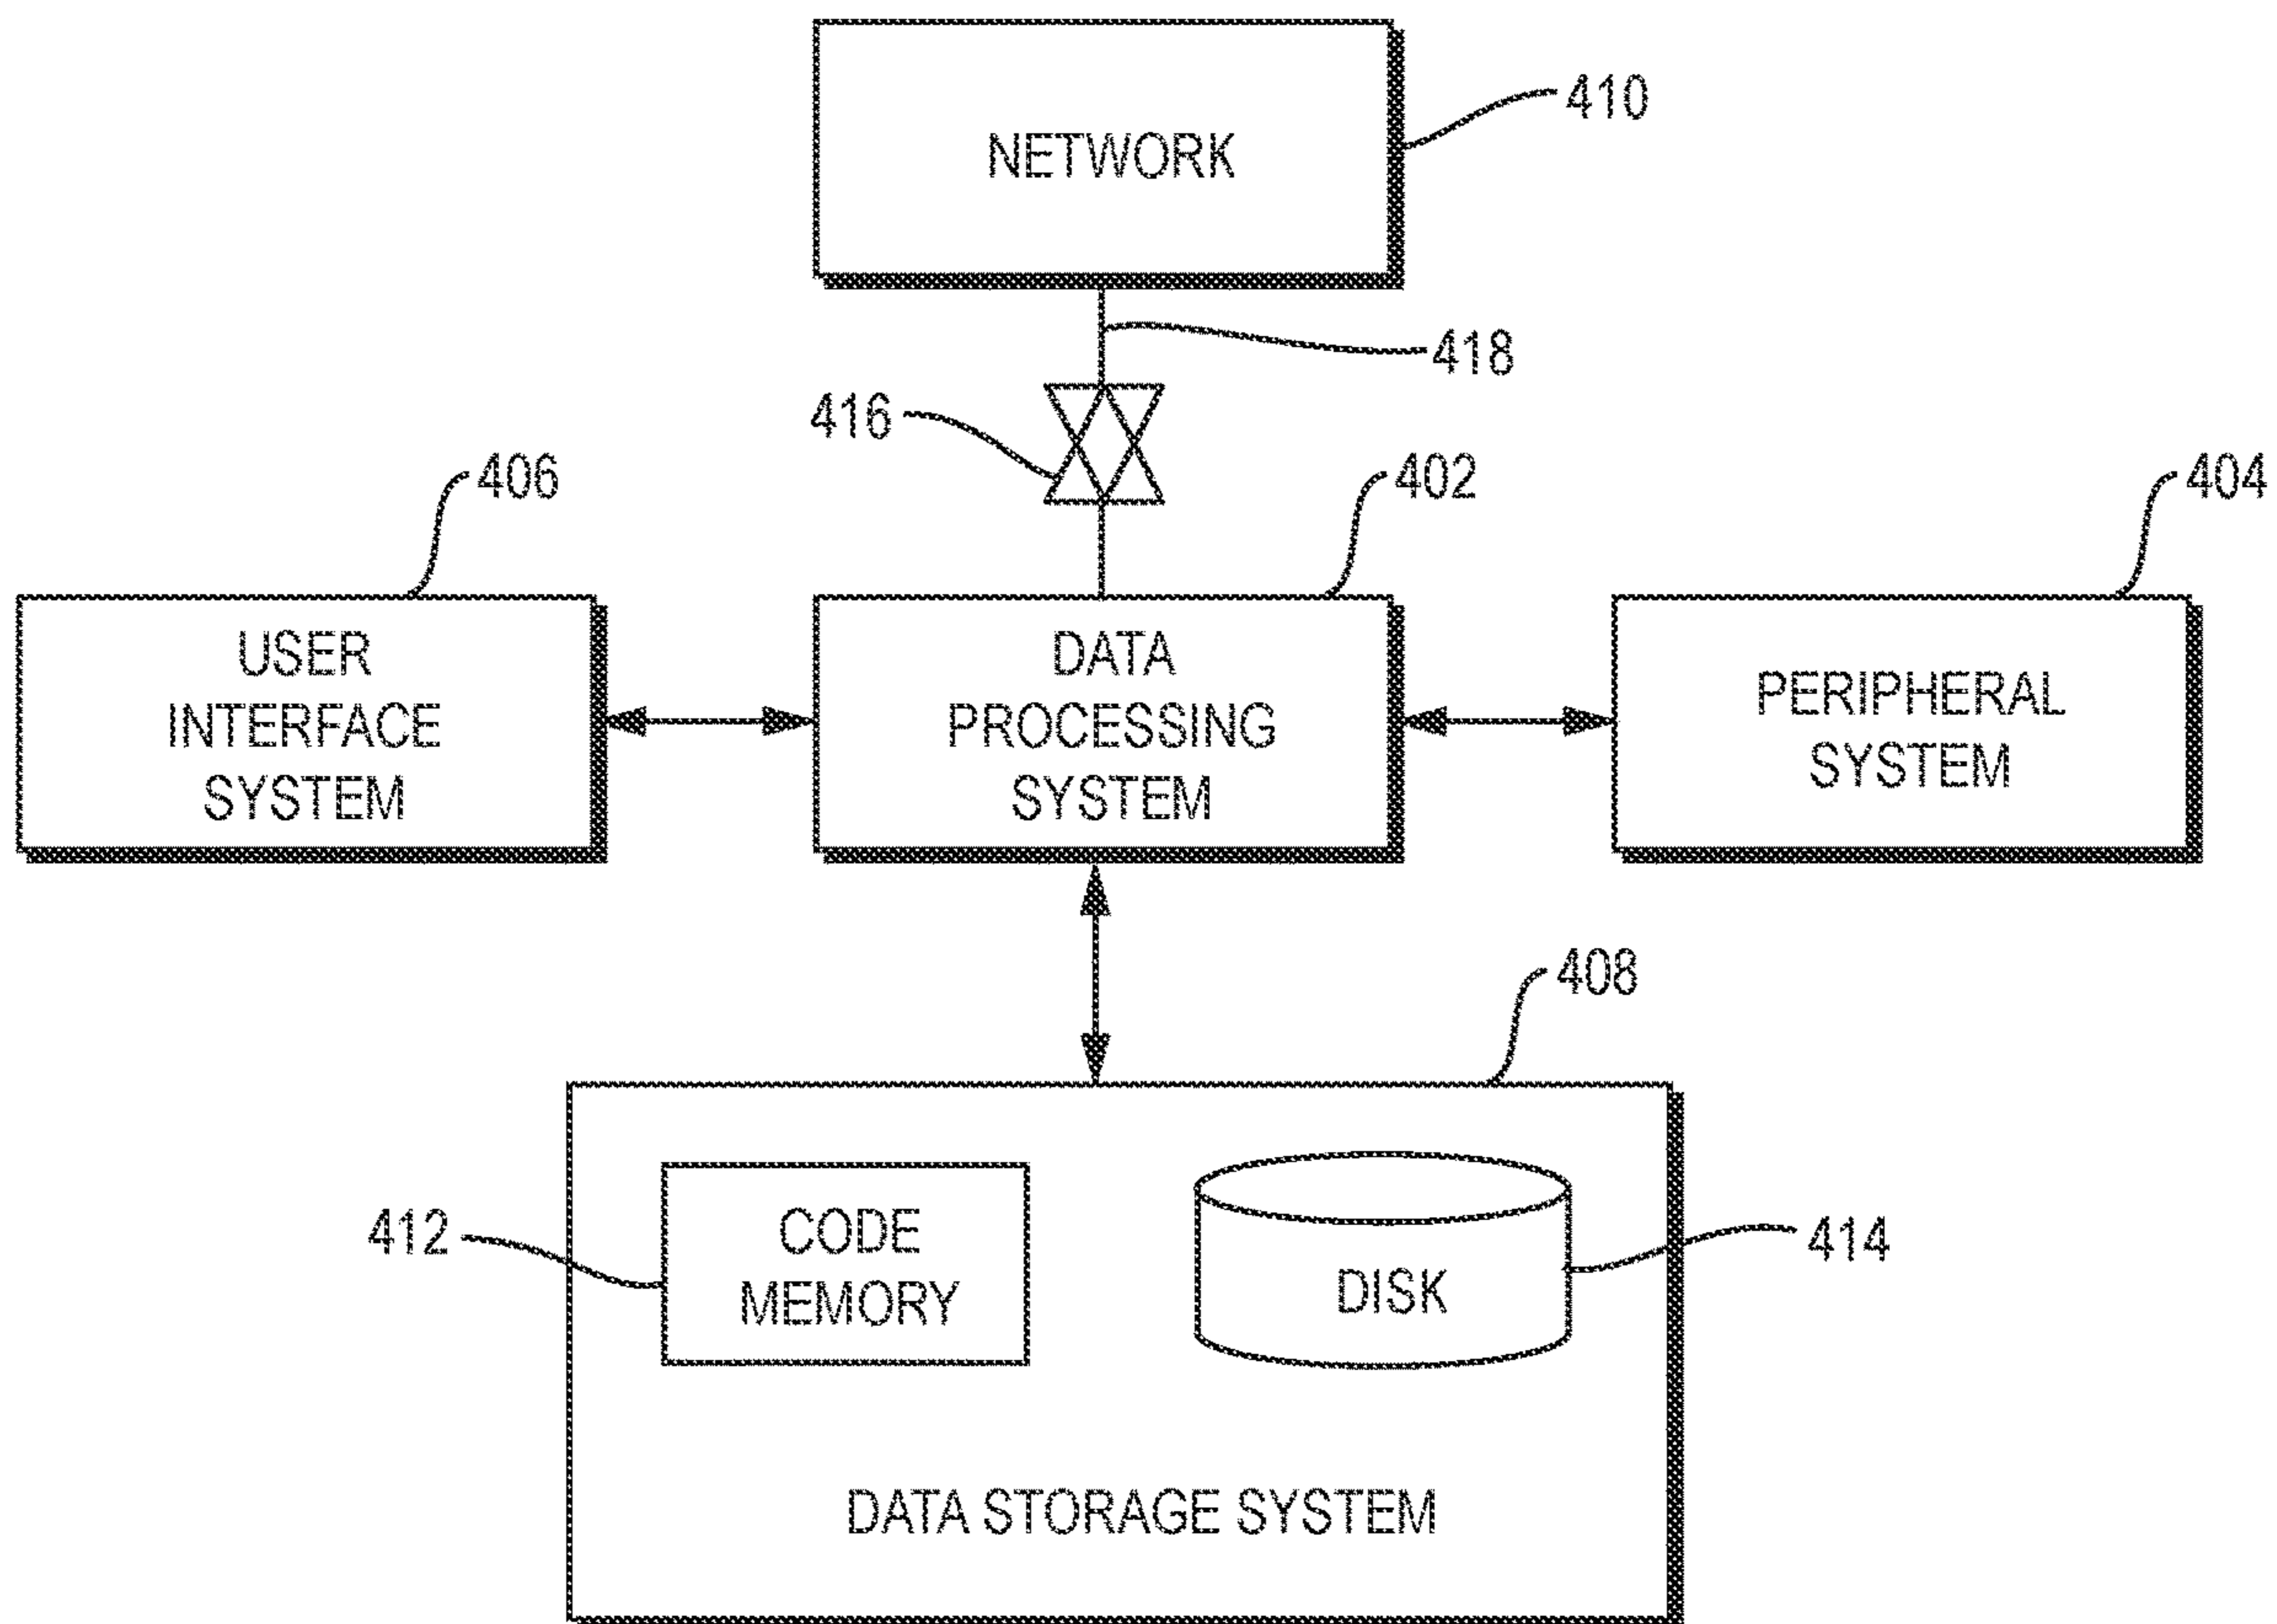 NETWORK
410
418
416
406
402
404
USER
INTERFACE
SYSTEM
DATA
PROCESSING
SYSTEM
PERIPHERAL
SYSTEM
408
412
CODE
MEMORY
DISK
414
DATA STORAGE SYSTEM